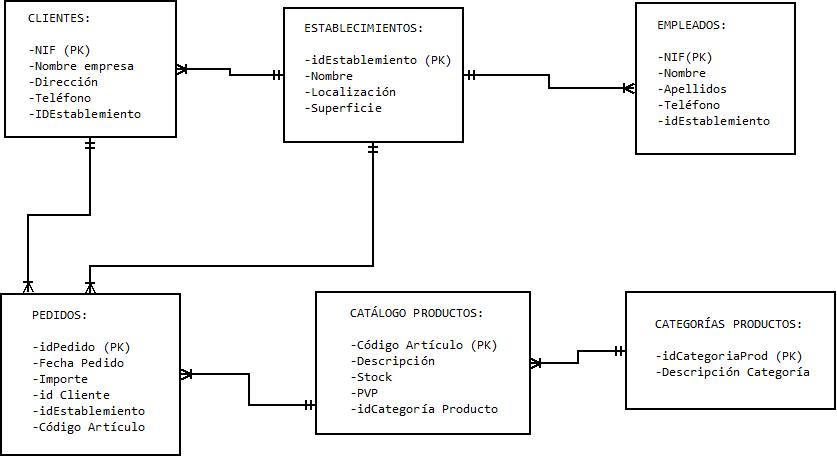 CLIENTES:
-NIF (PK)
-Nombre empresa
-Dirección
-Teléfono
-IDEstablemiento
ESTABLECIMIENTOS:
-idEstablemiento (PK)
-Nombre
-Localización
-Superficie
EMPLEADOS:
-NIF(PK)
-Nombre
-Apellidos
-Teléfono
-idEstablemiento
PEDIDOS:
-idPedido (PK)
-Fecha Pedido
-Importe
-id Cliente
-idEstablemiento
-Código Artículo
CATÁLOGO PRODUCTOS:
-Código Artículo (PK)
-Descripción
-Stock
-PVP
-idCategoría Producto
CATEGORÍAS PRODUCTOS:
-idCategoriaProd (PK)
-Descripción Categoría